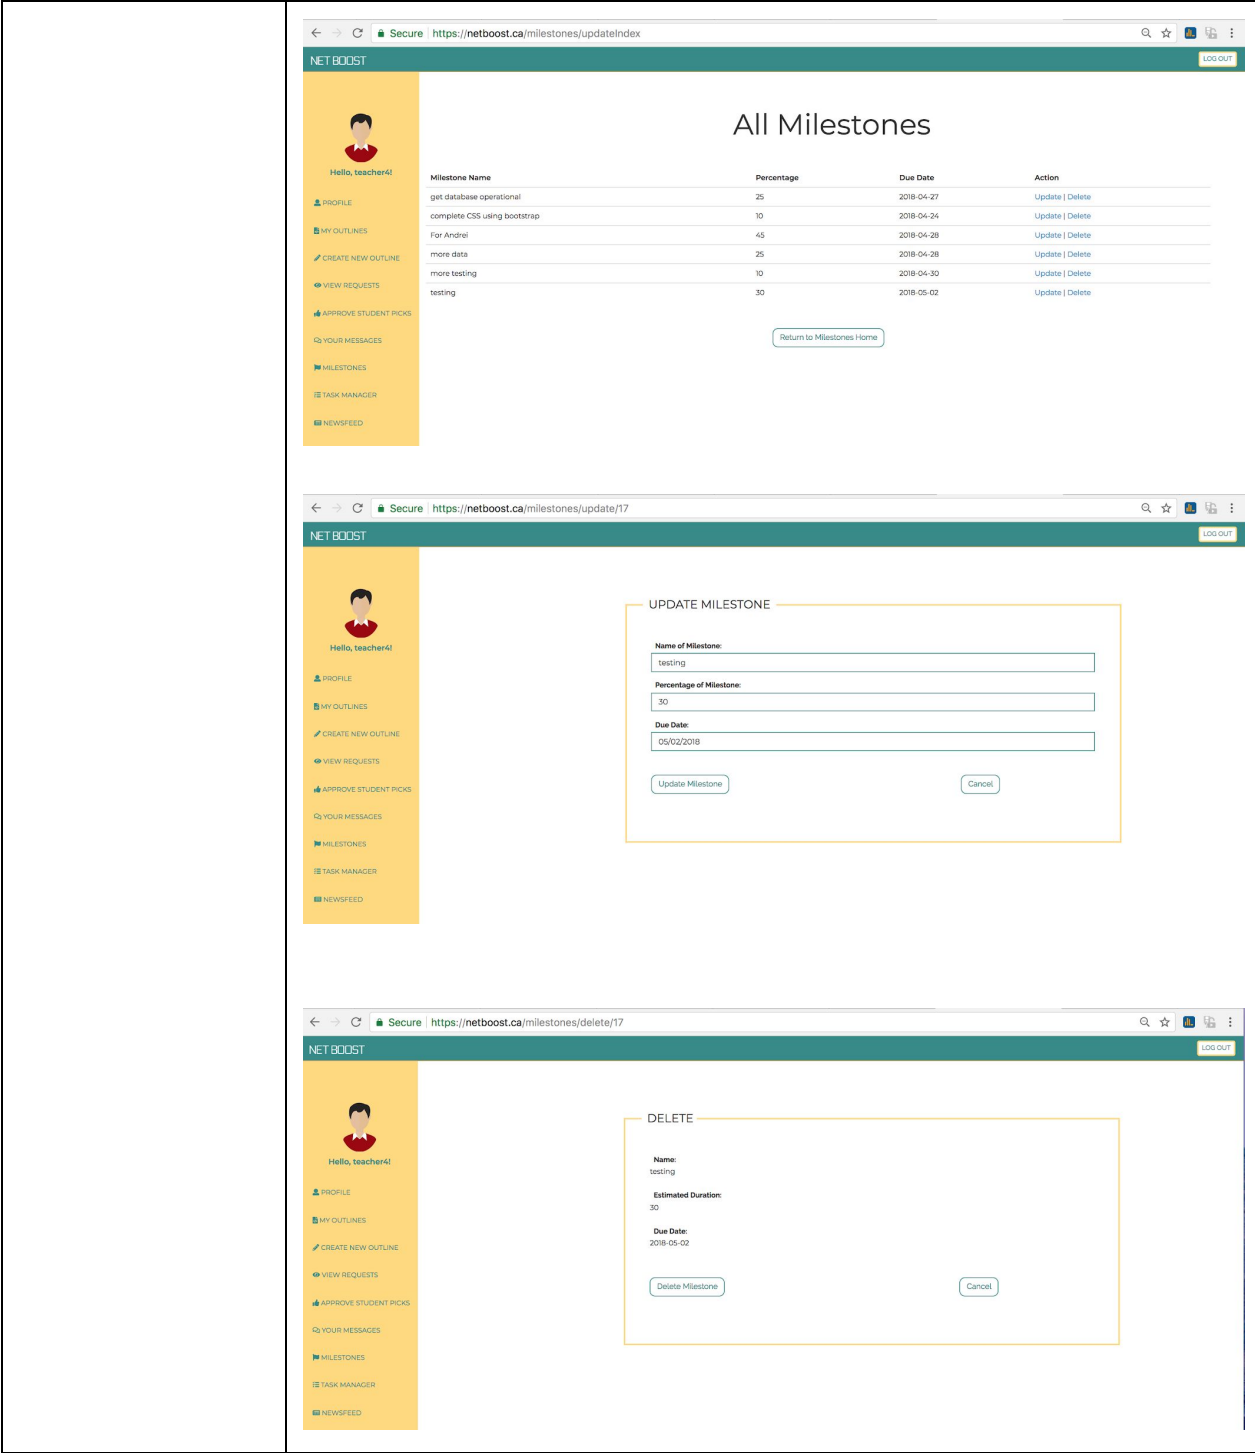 Secure https://netboost.ca/milestones/updateIndex
NET BOOST LOG OUT
All Milestones
Hello, teacher4!
PROFILE
MY OUTLINES
CREATE NEW OUTLINE
VIEW REQUESTS
APPROVE STUDENT PICKS
YOUR MESSAGES
MILESTONES
TASK MANAGER
NEWSFEED
Milestone Name Percentage Due Date Action
get database operational 25 2018-04-27 Update | Delete
complete CSS using bootstrap 10 2018-04-24 Update | Delete
For Andrei 45 2018-04-28 Update | Delete
more data 25 2018-04-28 Update | Delete
more testing 10 2018-04-30 Update | Delete
testing 30 2018-05-02 Update | Delete
Return to Milestones Home
Secure https://netboost.ca/milestones/update/17
NET BOOST LOG OUT
Hello, teacher4!
PROFILE
MY OUTLINES
CREATE NEW OUTLINE
VIEW REQUESTS
APPROVE STUDENT PICKS
YOUR MESSAGES
MILESTONES
TASK MANAGER
NEWSFEED
UPDATE MILESTONE
Name of Milestone:
testing
Percentage of Milestone:
30
Due Date:
05/02/2018
Update Milestone Cancel
Secure https://netboost.ca/milestones/delete/17
NET BOOST LOG OUT
Hello, teacher4!
PROFILE
MY OUTLINES
CREATE NEW OUTLINE
VIEW REQUESTS
APPROVE STUDENT PICKS
YOUR MESSAGES
MILESTONES
TASK MANAGER
NEWSFEED
DELETE
Name:
testing
Estimated Duration:
30
Due Date:
2018-05-02
Delete Milestone Cancel